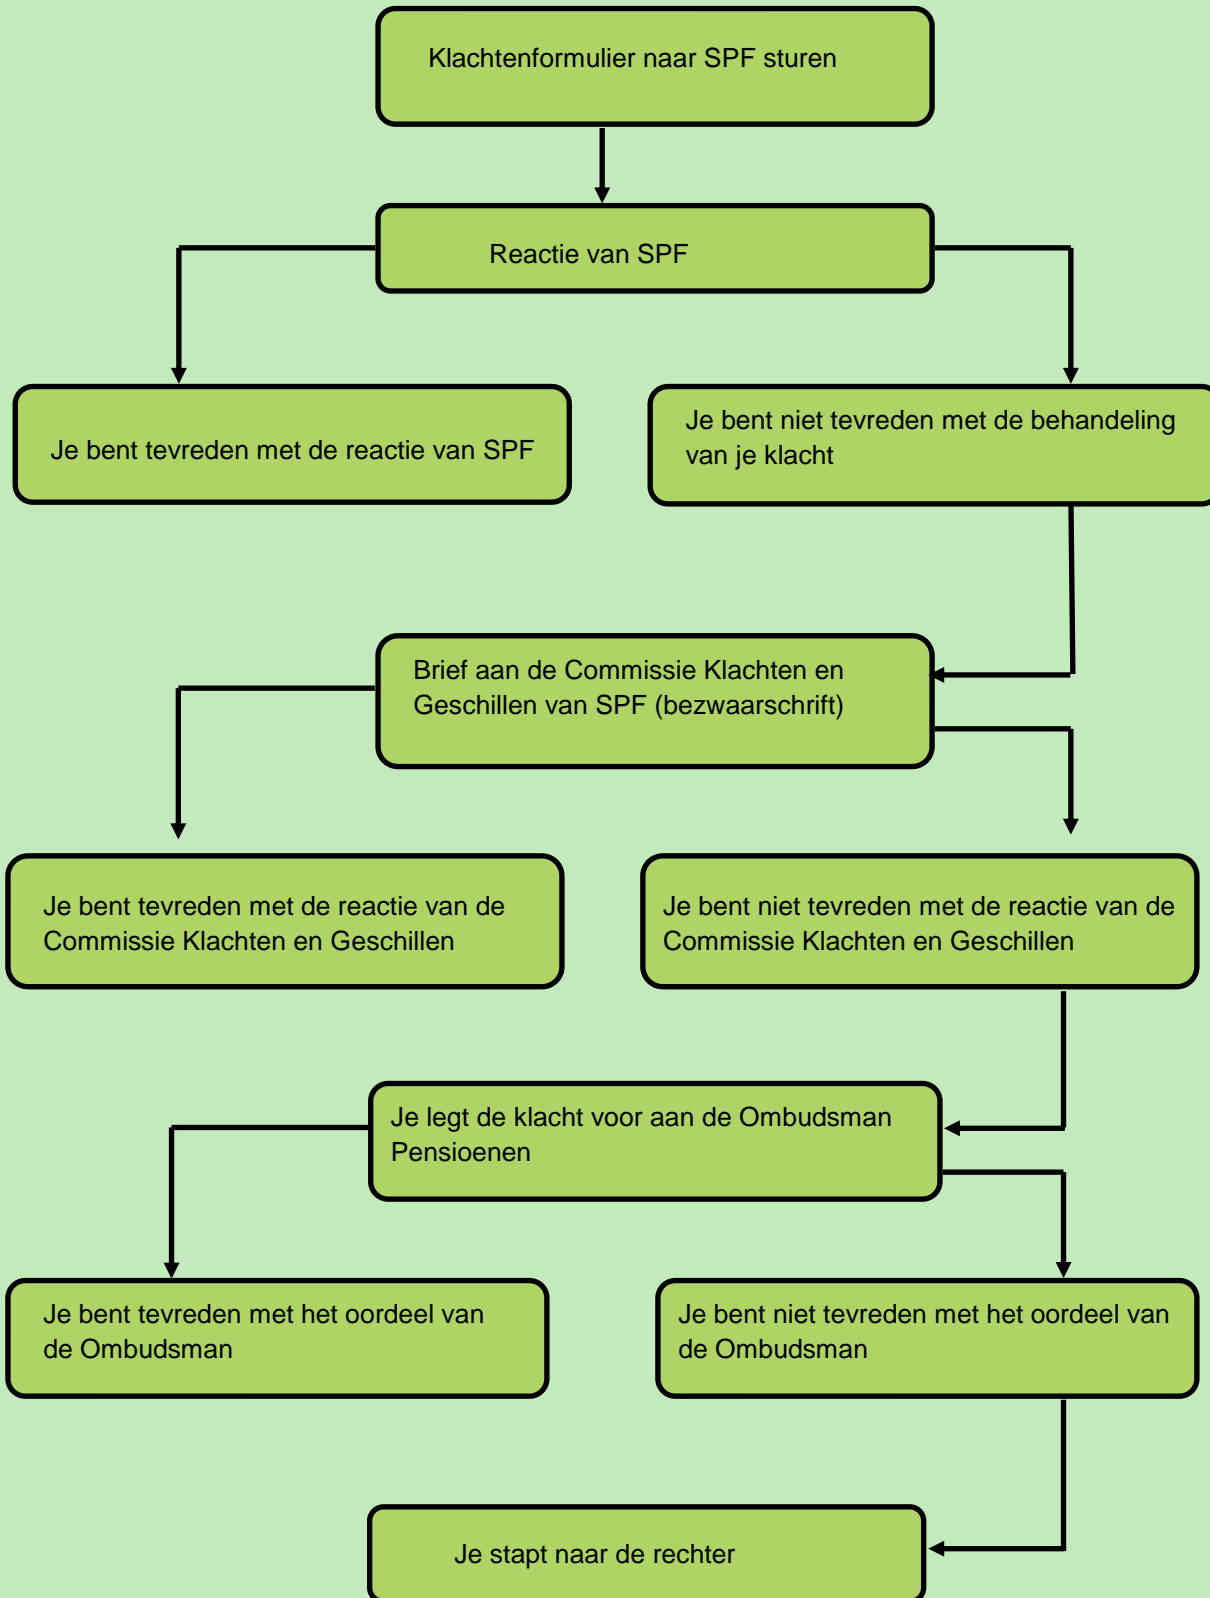 Klachtenformulier naar SPF sturen
Reactie van SPF
Je bent tevreden met de reactie van SPF
Je bent niet tevreden met de behandeling
van je klacht
Brief aan de Commissie Klachten en
Geschillen van SPF (bezwaarschrift)
Je bent tevreden met de reactie van de
Commissie Klachten en Geschillen
Je bent niet tevreden met de reactie van de
Commissie Klachten en Geschillen
Je legt de klacht voor aan de Ombudsman
Pensioenen
Je bent tevreden met het oordeel van
de Ombudsman
Je bent niet tevreden met het oordeel van
de Ombudsman
Je stapt naar de rechter